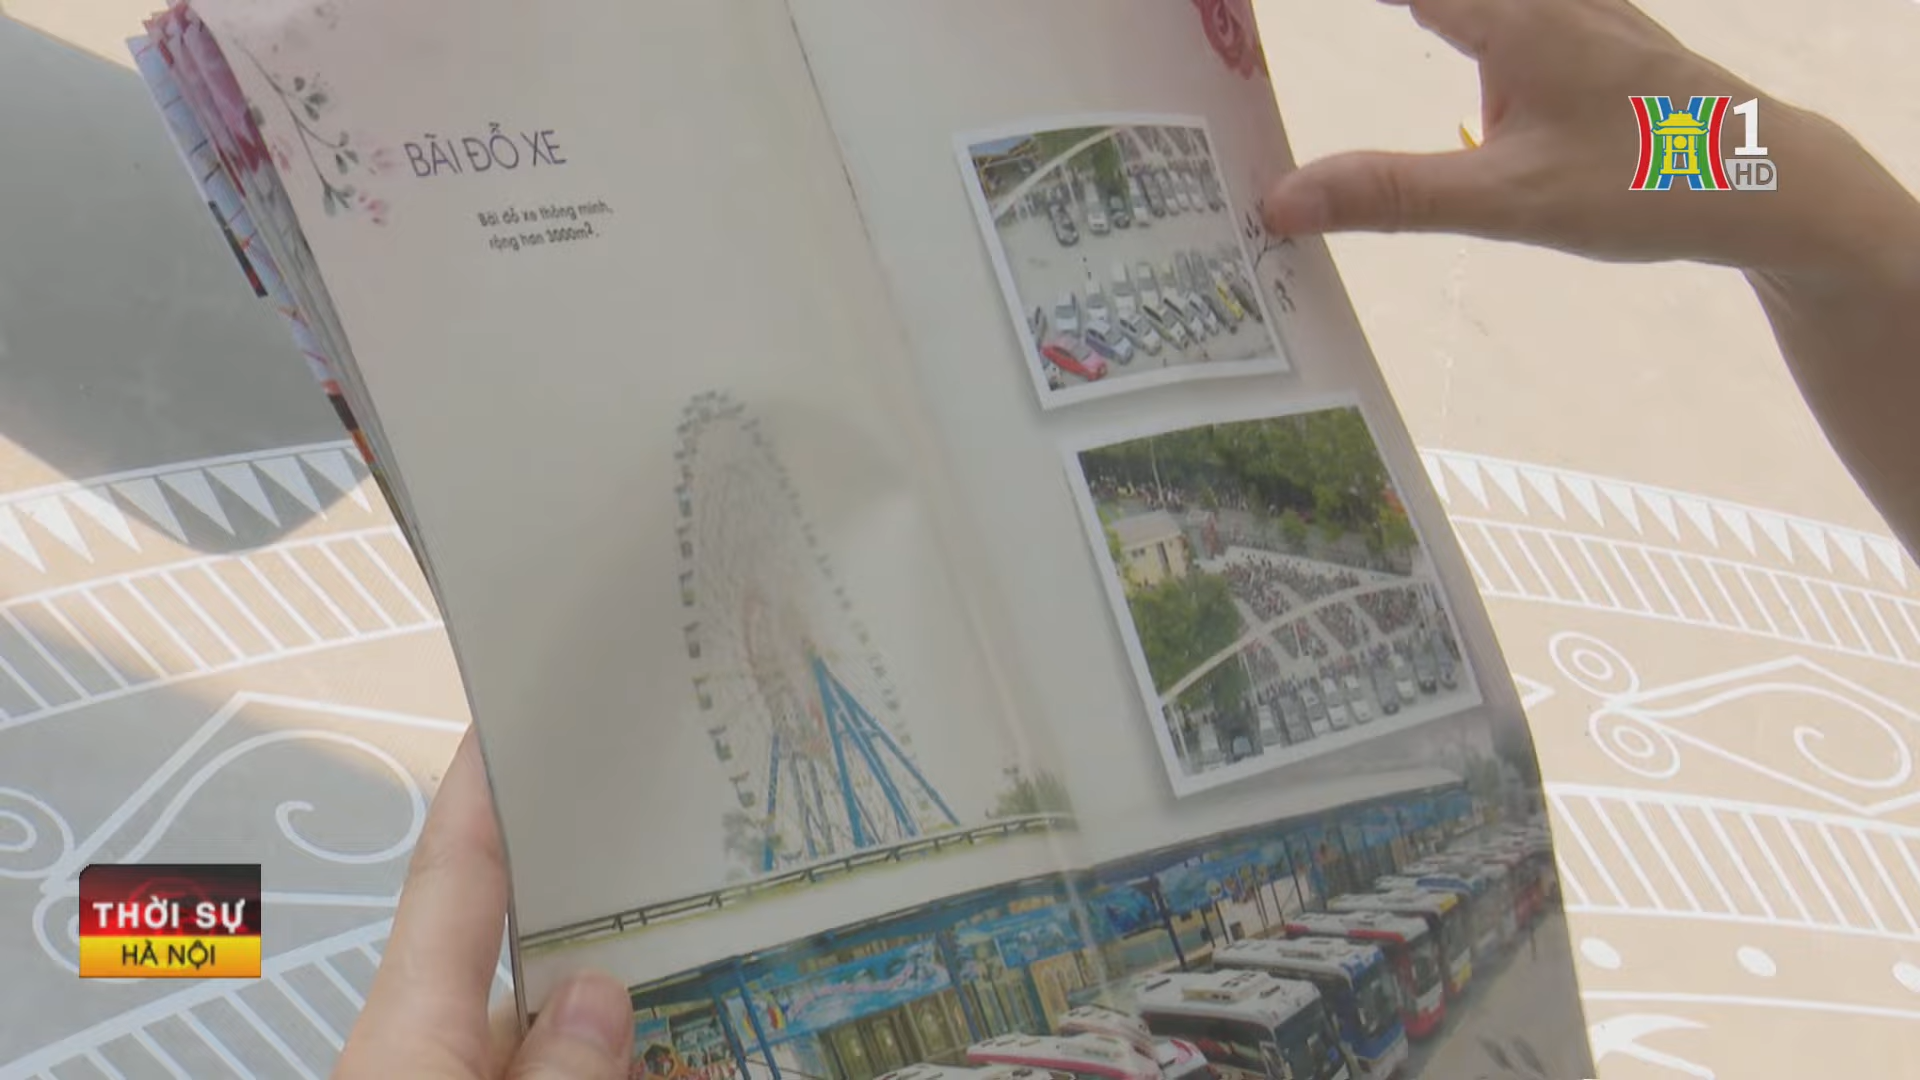 BÃI ĐỖ XE
Bãi đỗ xe thông minh,
rộng hơn 3000m².
1
HD
THỜI SỰ
HÀ NỘI